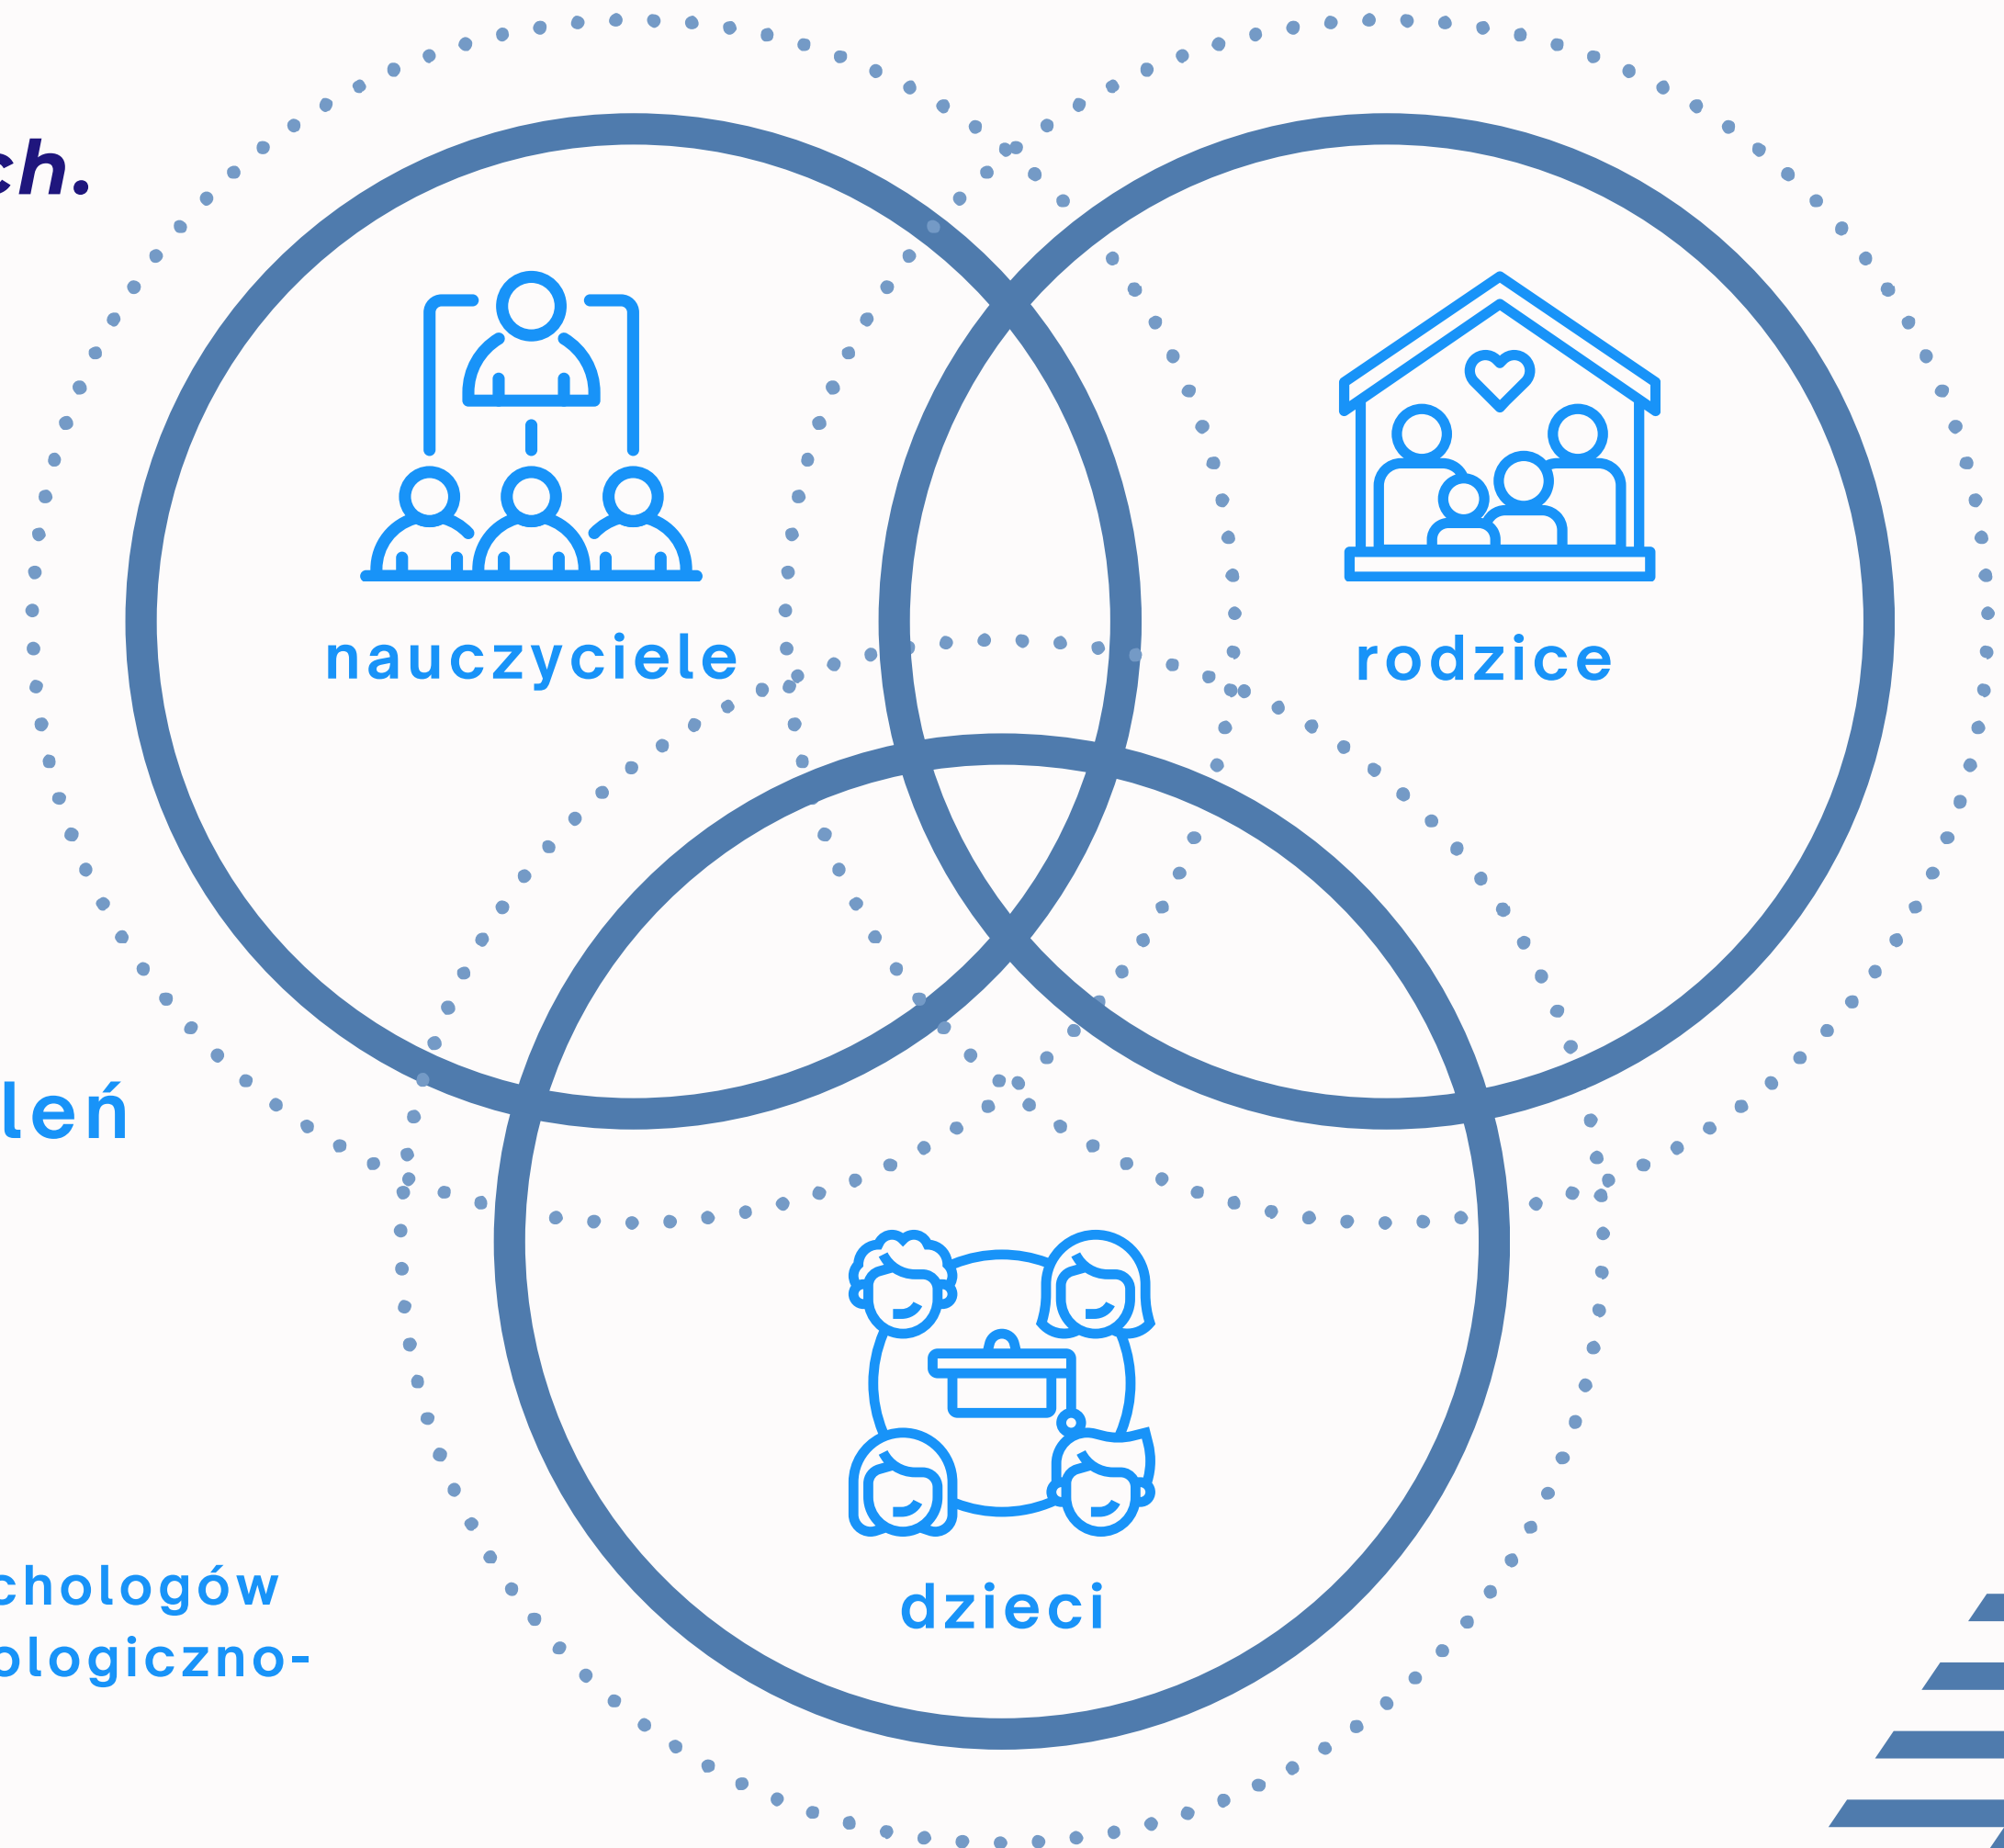 ch.
nauczyciele
rodzice
leń
chologów
ologiczno-
dzieci